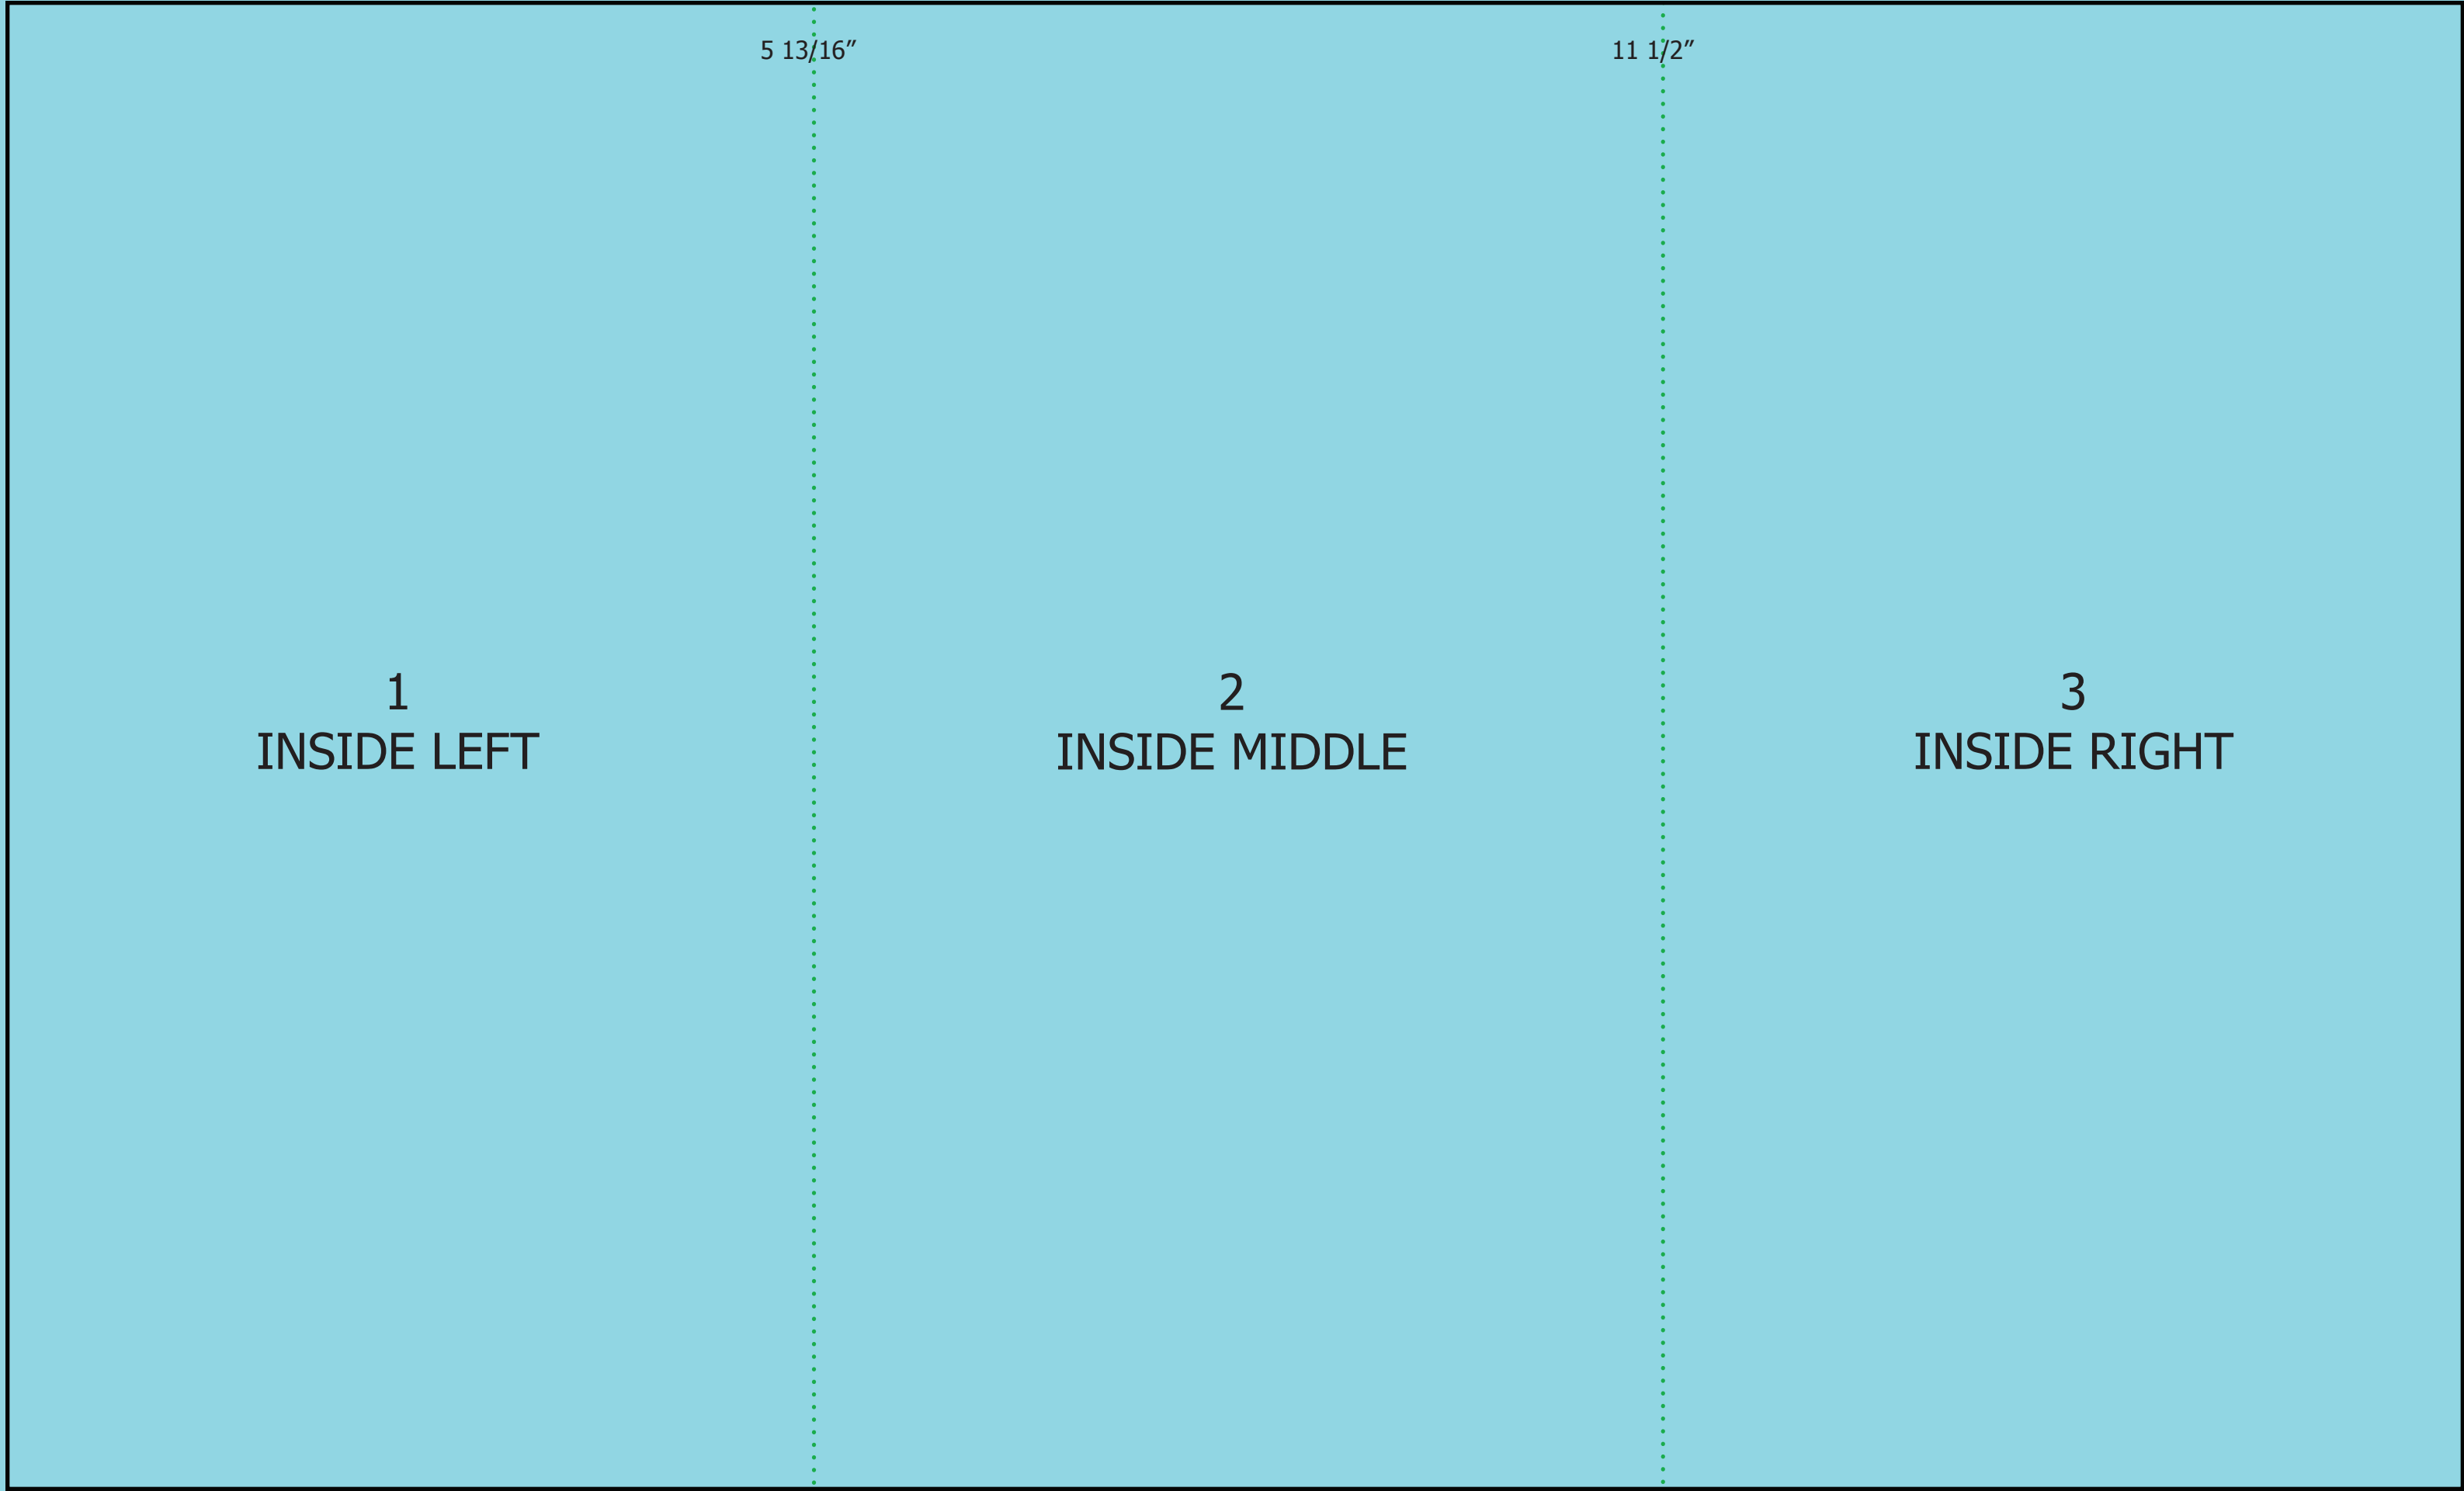 5 13/16"
11 1/2"
1
INSIDE LEFT
2
INSIDE MIDDLE
3
INSIDE RIGHT